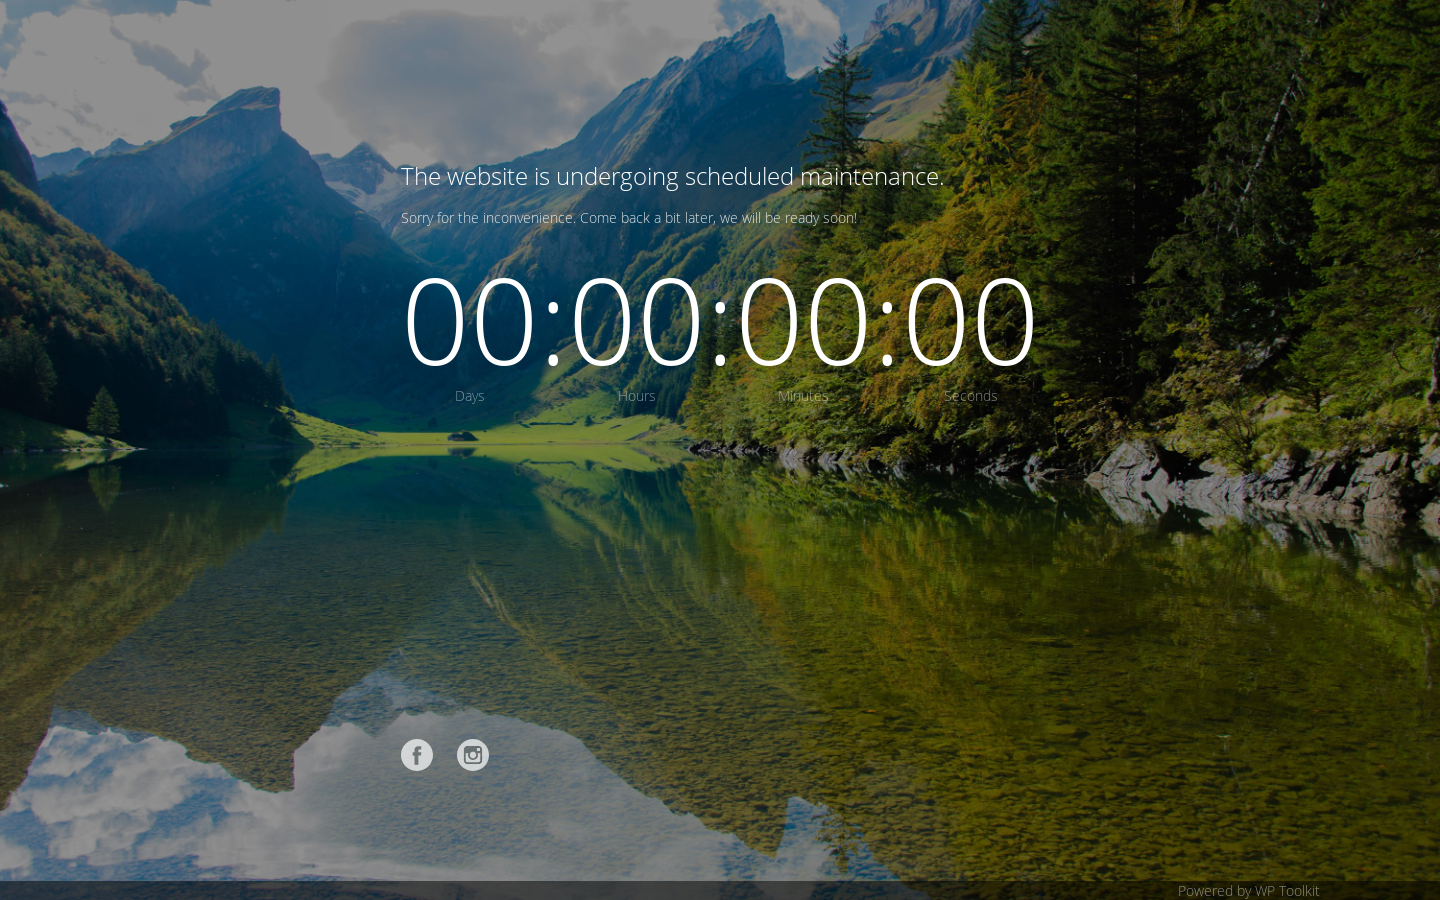 The website is undergoing scheduled maintenance.
Sorry for the inconvenience. Come back a bit later, we will be ready soon!
00:00:00:00
Days Hours Minutes Seconds
Powered by WP Toolkit